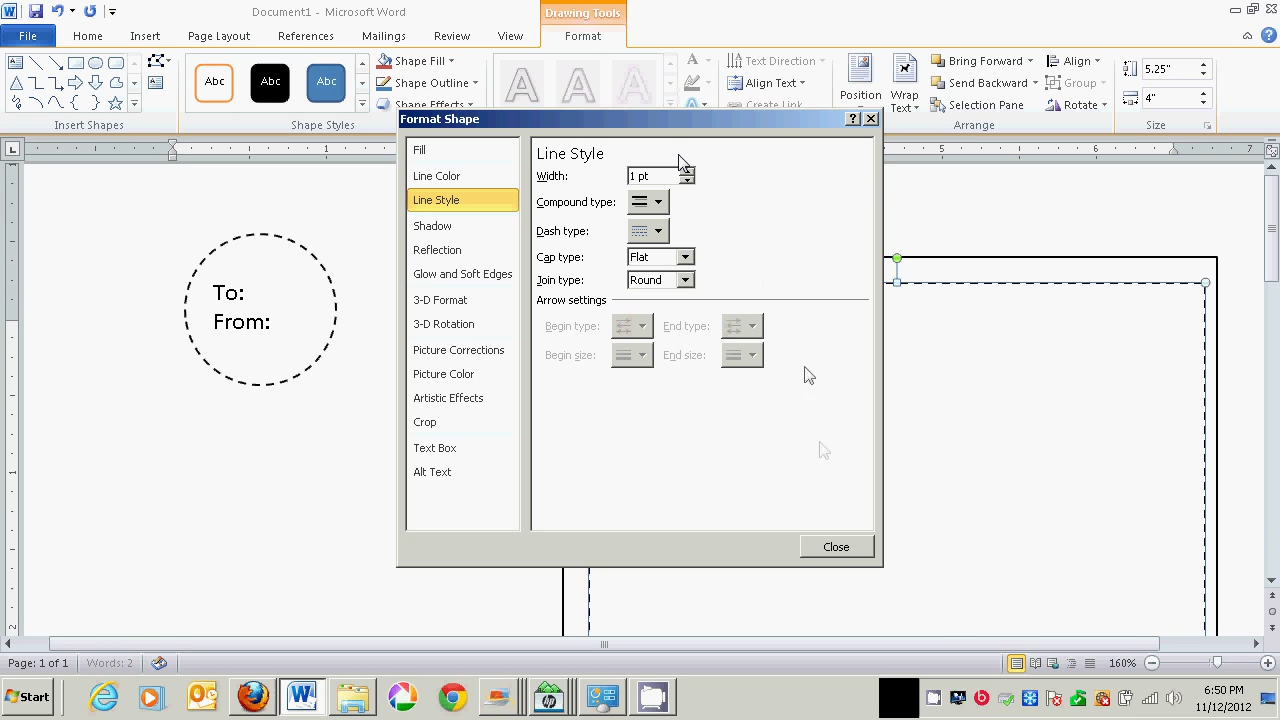 Document1 - Microsoft Word
Drawing Tools
File Home Insert Page Layout References Mailings Review View Format
Abc Abc Abc
Shape Fill
Shape Outline
Shape Effects
Text Direction
Align Text
Create Link
Position
Wrap Text
Bring Forward
Send Backward
Selection Pane
Align
Group
Rotate
5.25"
4"
Insert Shapes Shape Styles Arrange Size
1 5 6 7
Format Shape
Fill
Line Color
Line Style
Shadow
Reflection
Glow and Soft Edges
3-D Format
3-D Rotation
Picture Corrections
Picture Color
Artistic Effects
Crop
Text Box
Alt Text
Line Style
Width: 1 pt
Compound type:
Dash type:
Cap type: Flat
Join type: Round
Arrow settings
Begin type: End type:
Begin size: End size:
Close
To:
From:
1
2
Page: 1 of 1 Words: 2 160%
Start
6:50 PM
11/12/2012